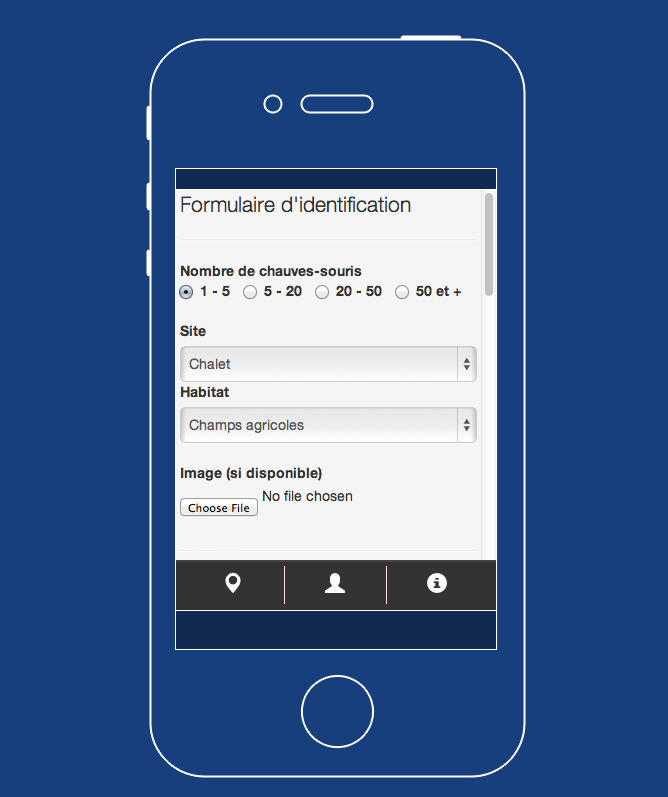 Formulaire d'identification
Nombre de chauves-souris
1 - 5 5 - 20 20 - 50 50 et +
Site
Chalet
Habitat
Champs agricoles
Image (si disponible)
Choose File No file chosen